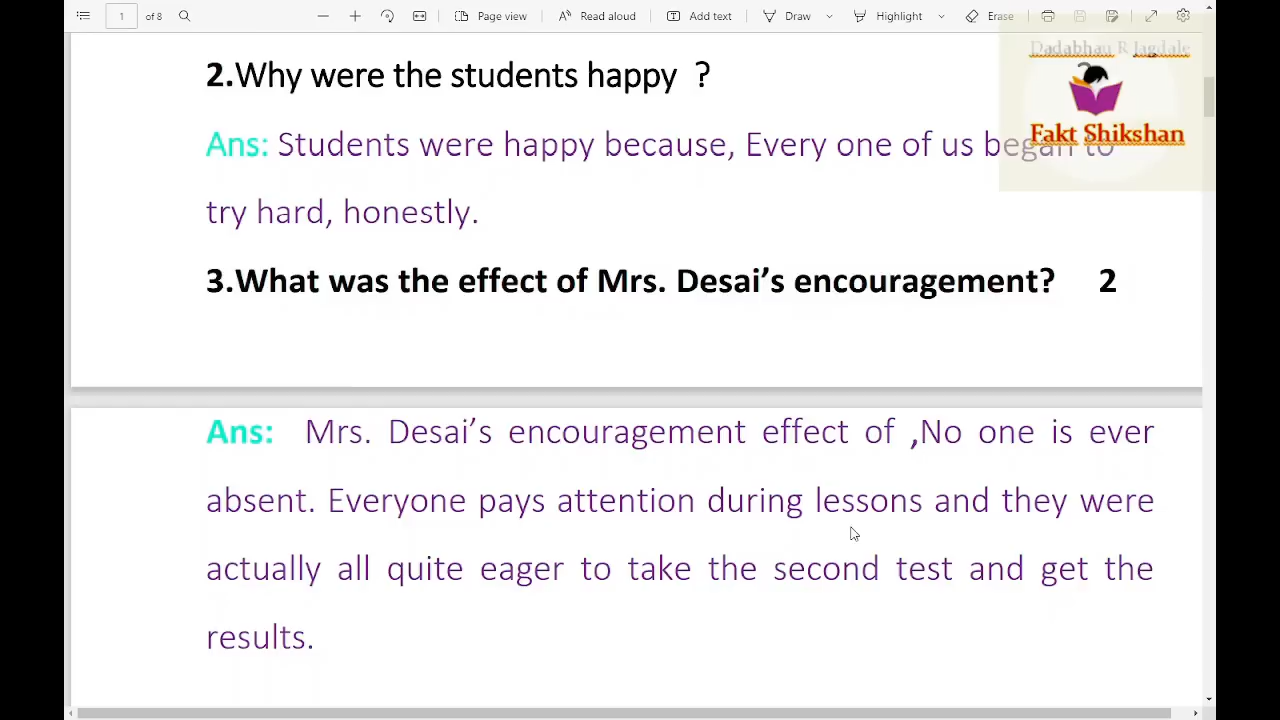 1 of 8 Page view Read aloud Add text Draw Highlight Erase
Dadabhau R Jagdale
Fakt Shikshan
2.Why were the students happy ?
Ans: Students were happy because, Every one of us began to
try hard, honestly.
3.What was the effect of Mrs. Desai’s encouragement? 2
Ans: Mrs. Desai’s encouragement effect of ,No one is ever
absent. Everyone pays attention during lessons and they were
actually all quite eager to take the second test and get the
results.